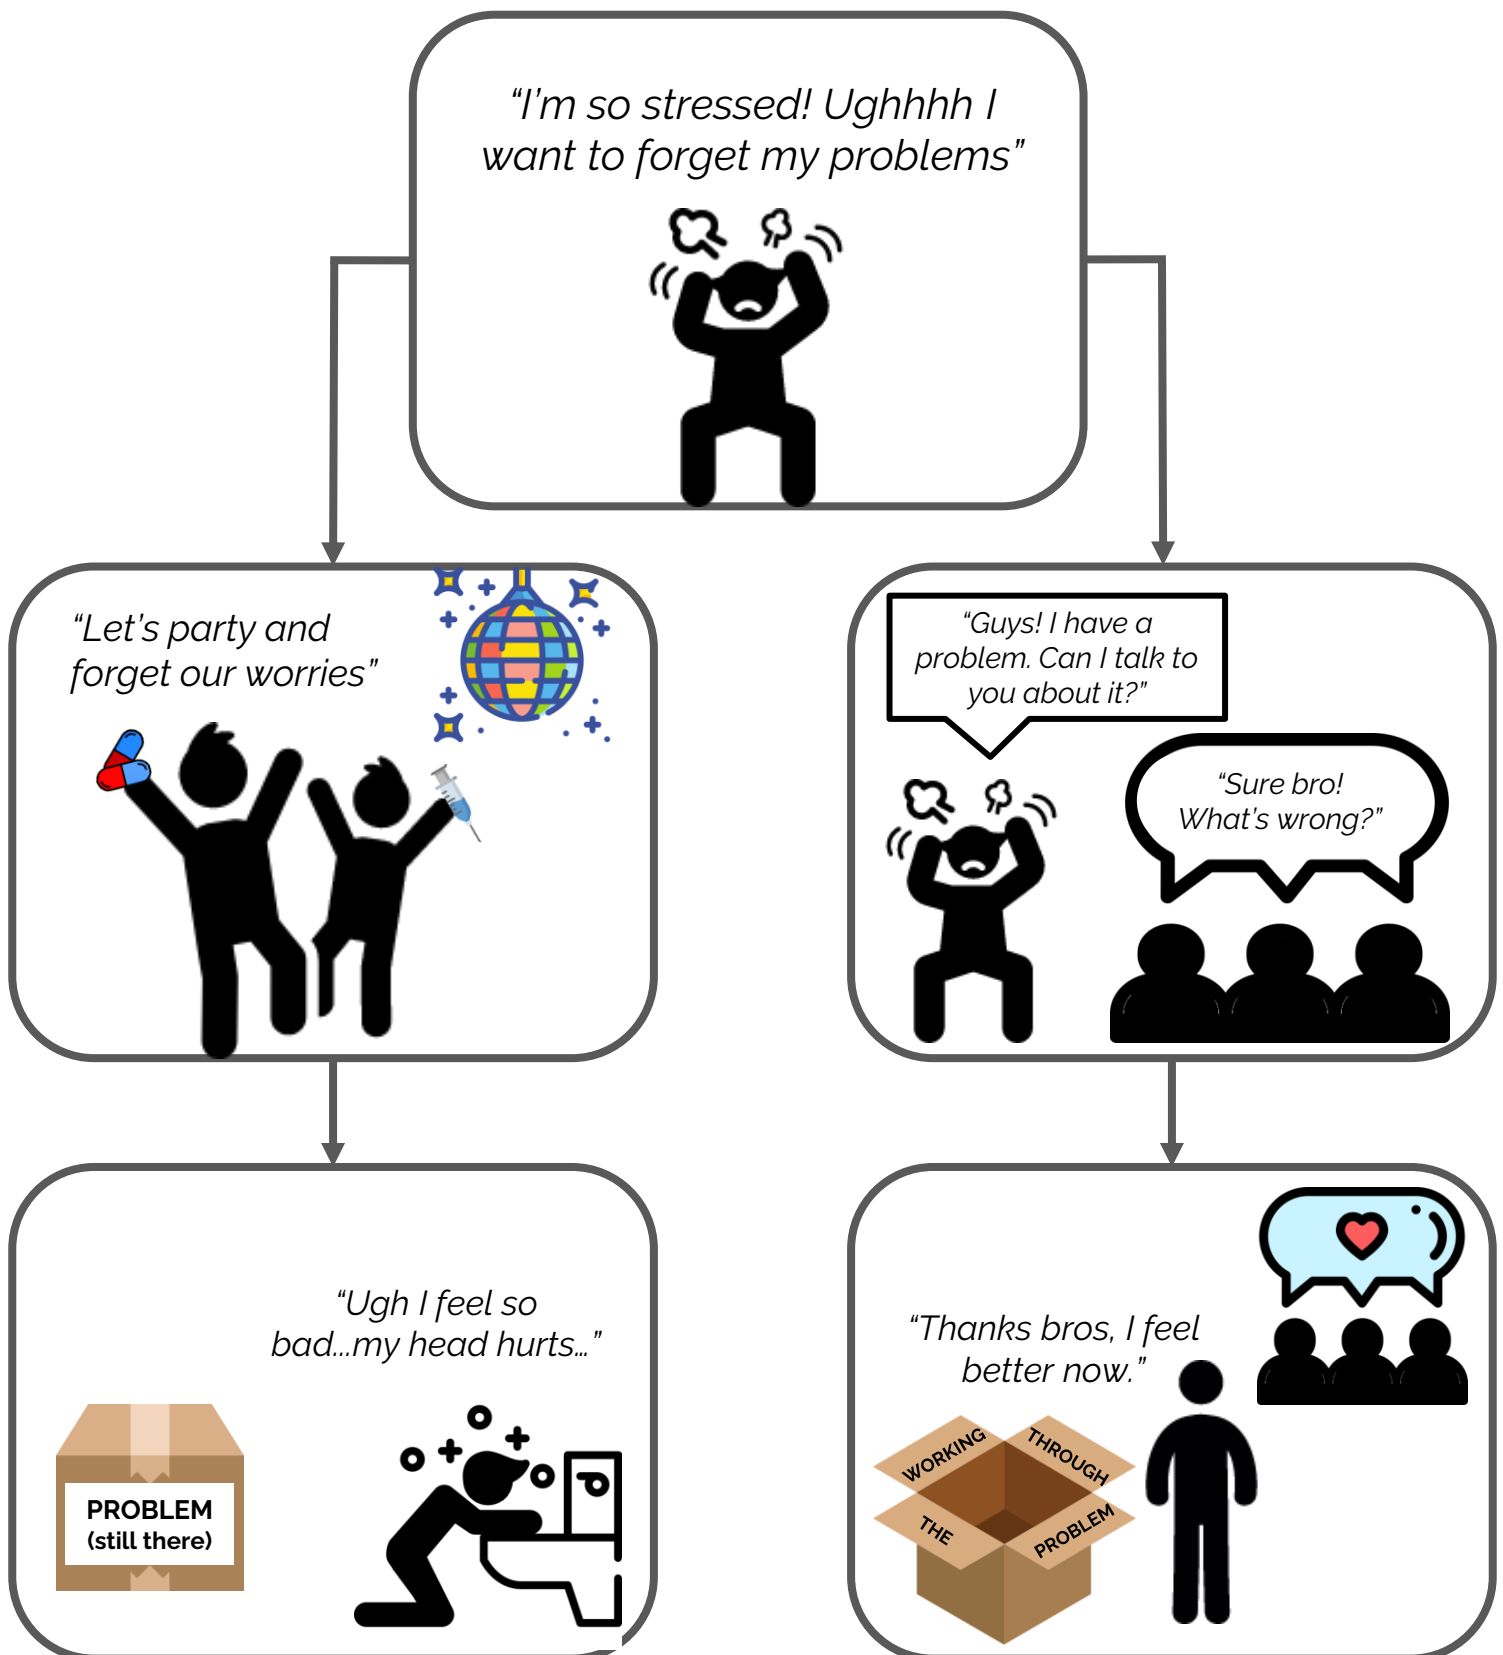 “I’m so stressed! Ughhhh I
want to forget my problems”
“Let’s party and
forget our worries”
“Guys! I have a
problem. Can I talk to
you about it?”
“Sure bro!
What’s wrong?”
“Ugh I feel so
bad...my head hurts...”
PROBLEM
(still there)
“Thanks bros, I feel
better now.”
WORKING
THROUGH
THE
PROBLEM